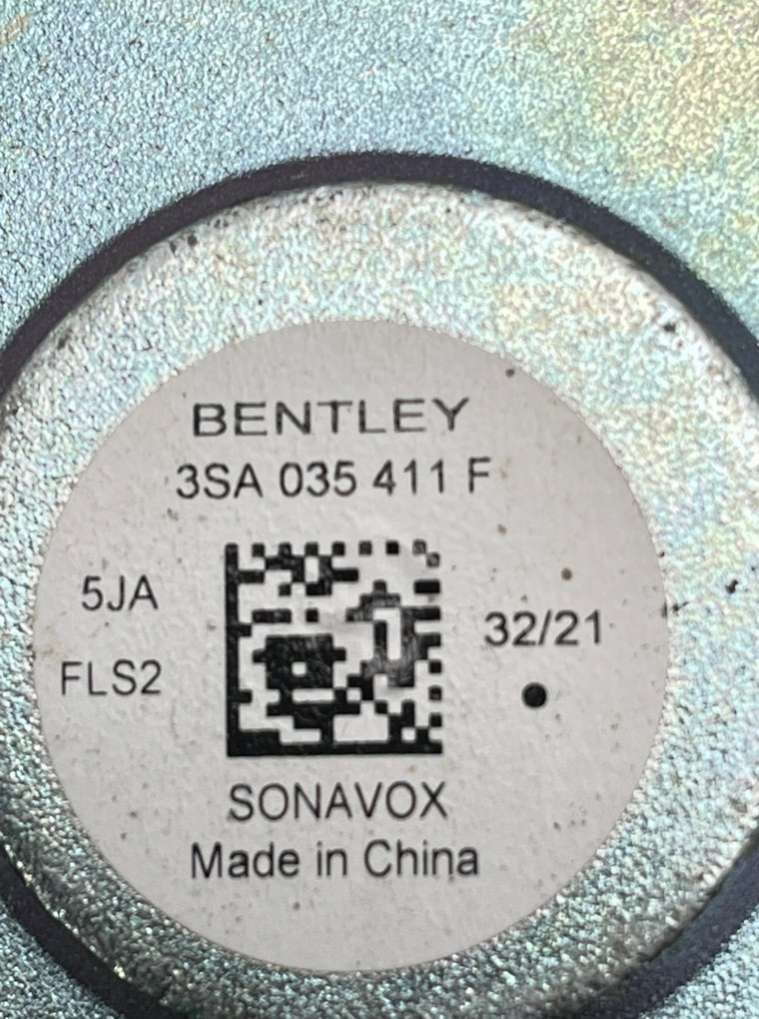 BENTLEY
3SA 035 411 F
5JA
32/21
FLS2
SONAVOX
Made in China